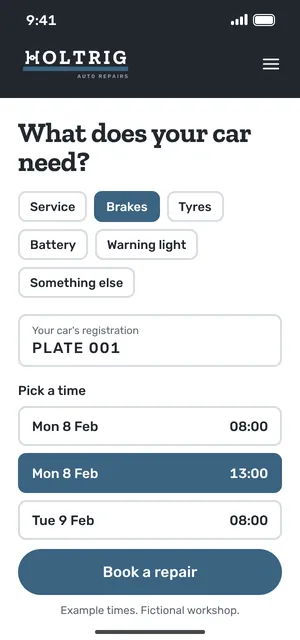 9:41
HOLTRIG
AUTO REPAIRS
What does your car
need?
Service Brakes Tyres
Battery Warning light
Something else
Your car's registration
PLATE 001
Pick a time
Mon 8 Feb 08:00
Mon 8 Feb 13:00
Tue 9 Feb 08:00
Book a repair
Example times. Fictional workshop.